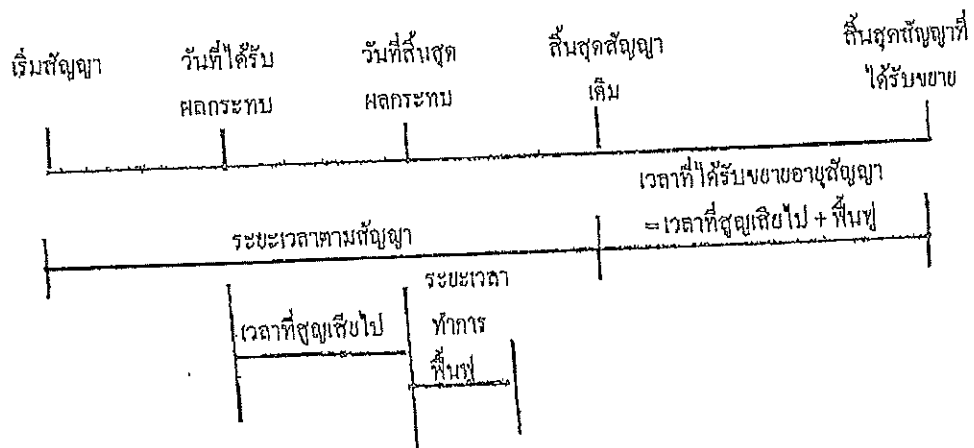 เริ่มสัญญา
วันที่ได้รับ
ผลกระทบ
วันที่สิ้นสุด
ผลกระทบ
สิ้นสุดสัญญา
เดิม
สิ้นสุดสัญญาที่
ได้รับขยาย
เวลาที่ได้รับขยายอายุสัญญา
=เวลาที่สูญเสียไป + ฟื้นฟู
ระยะเวลาตามสัญญา
เวลาที่สูญเสียไป
ระยะเวลา
ทำการ
ฟื้นฟู